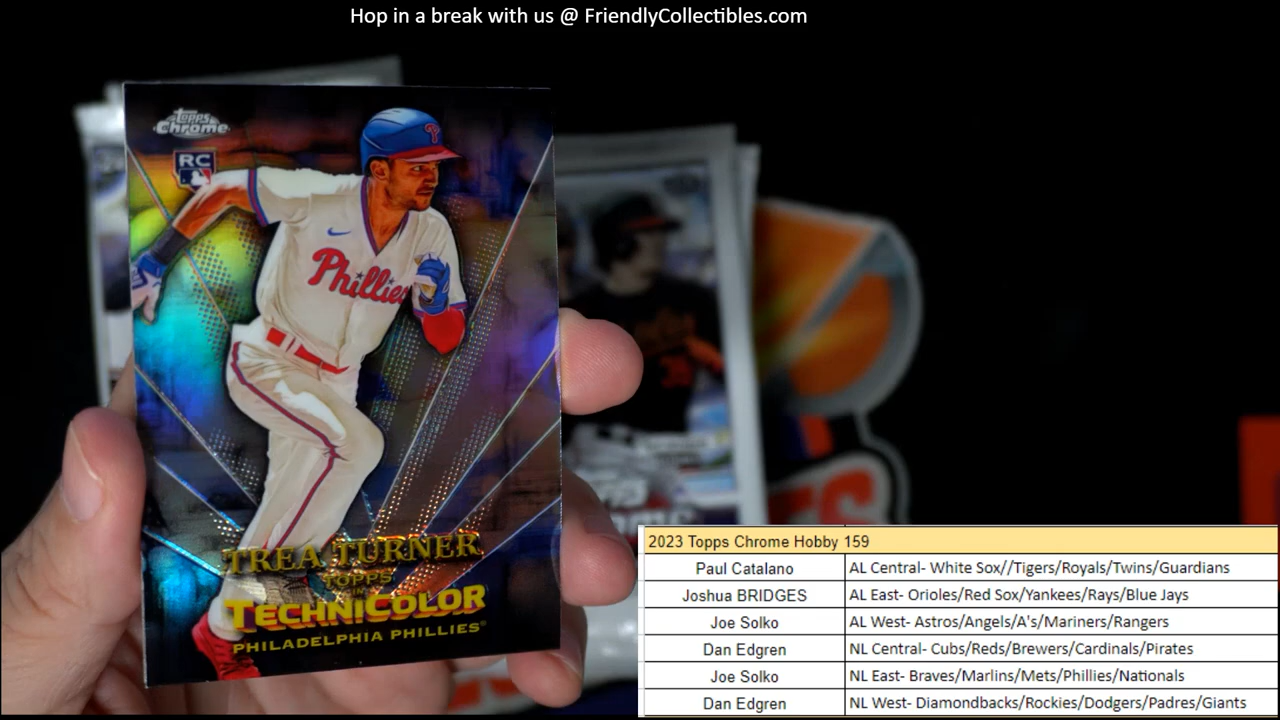 Hop in a break with us @ FriendlyCollectibles.com
Topps
Chrome
RC
Phillies
TREA TURNER
TOPPS
IN
TECHNICOLOR
PHILADELPHIA PHILLIES®
2023 Topps Chrome Hobby 159
Paul Catalano AL Central- White Sox//Tigers/Royals/Twins/Guardians
Joshua BRIDGES AL East- Orioles/Red Sox/Yankees/Rays/Blue Jays
Joe Solko AL West- Astros/Angels/A's/Mariners/Rangers
Dan Edgren NL Central- Cubs/Reds/Brewers/Cardinals/Pirates
Joe Solko NL East- Braves/Marlins/Mets/Phillies/Nationals
Dan Edgren NL West- Diamondbacks/Rockies/Dodgers/Padres/Giants